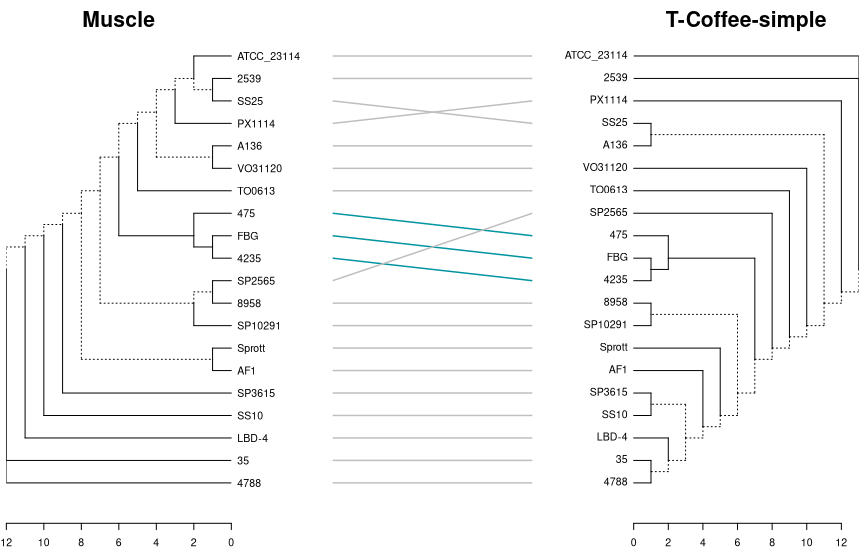 Muscle
T-Coffee-simple
ATCC_23114
2539
SS25
PX1114
A136
VO31120
TO0613
475
FBG
4235
SP2565
8958
SP10291
Sprott
AF1
SP3615
SS10
LBD-4
35
4788
ATCC_23114
2539
PX1114
SS25
A136
VO31120
TO0613
SP2565
475
FBG
4235
8958
SP10291
Sprott
AF1
SP3615
SS10
LBD-4
35
4788
12 10 8 6 4 2 0
0 2 4 6 8 10 12